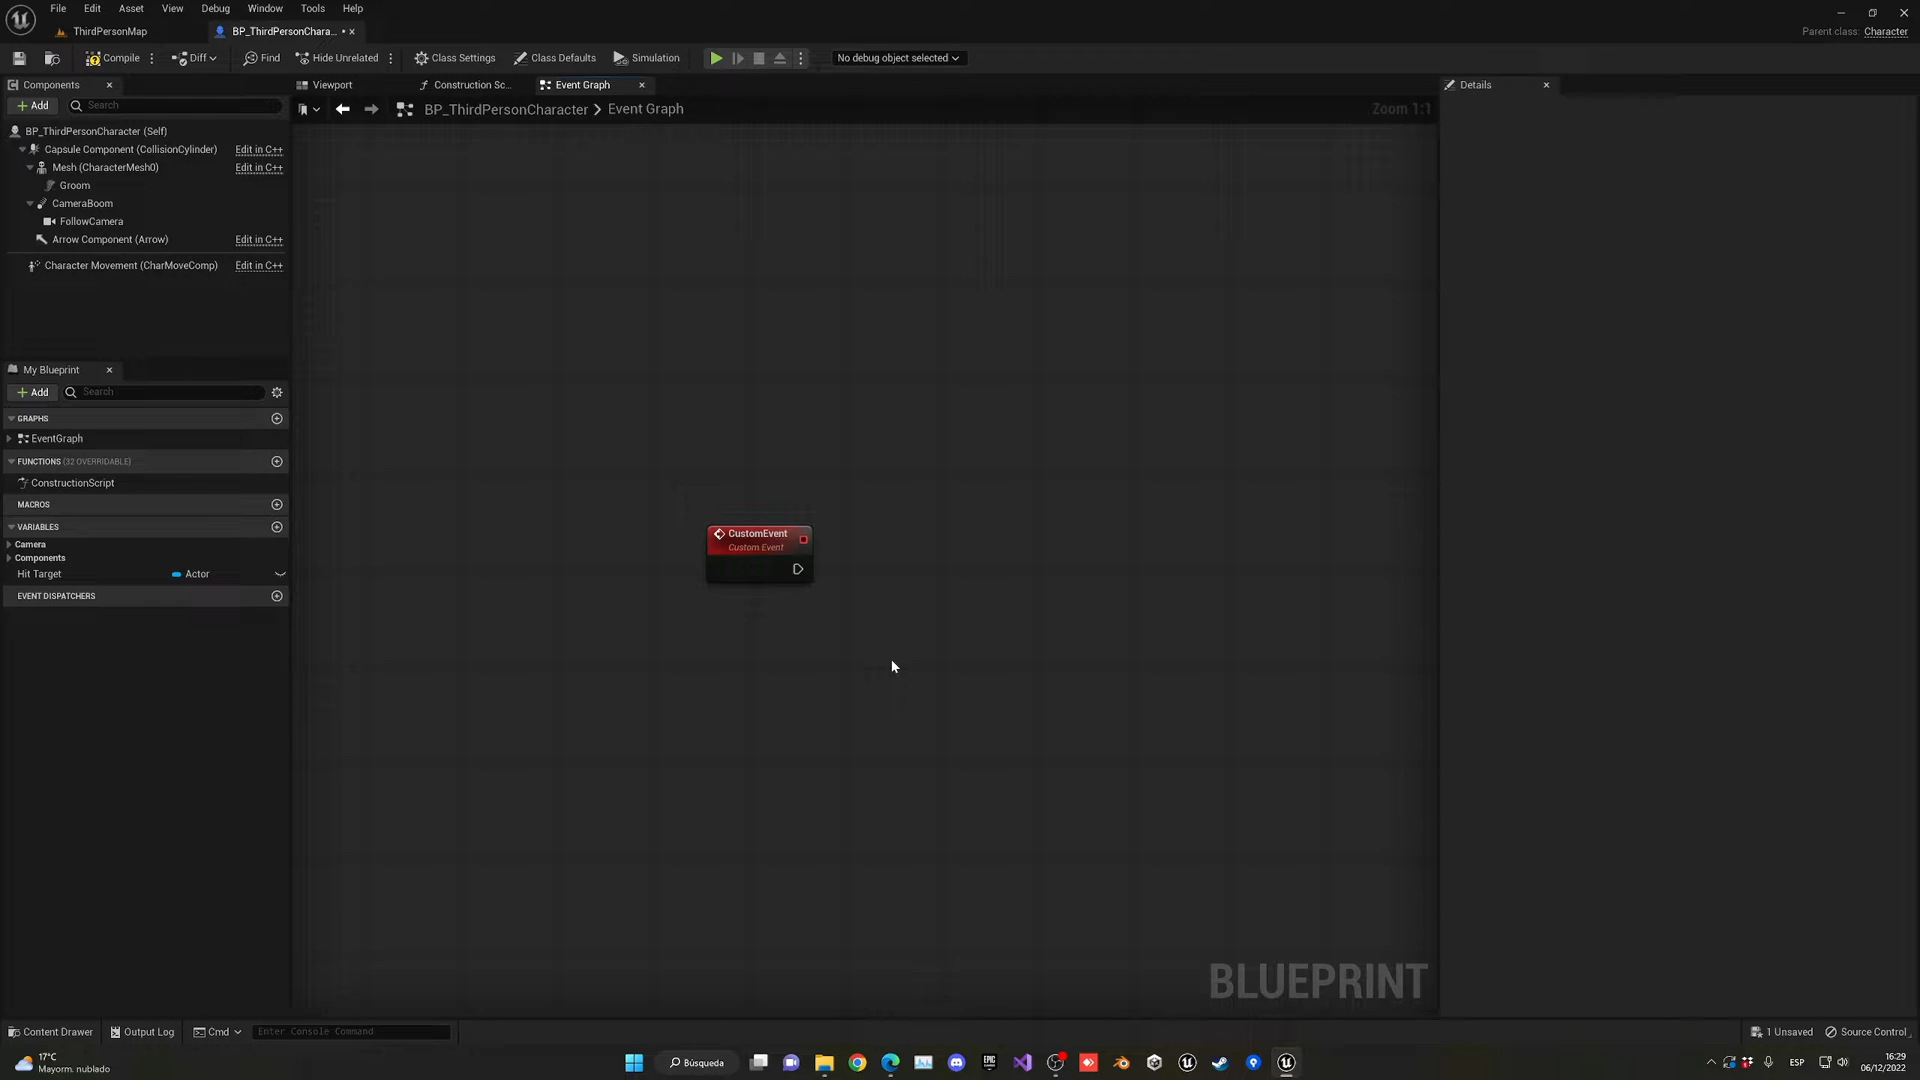 File Edit Asset View Debug Window Tools Help
ThirdPersonMap
BP_ThirdPersonChara...
Parent class: Character
Compile Diff Find Hide Unrelated Class Settings Class Defaults Simulation No debug object selected
Components
Add Search
BP_ThirdPersonCharacter (Self)
Capsule Component (CollisionCylinder) Edit in C++
Mesh (CharacterMesh0) Edit in C++
Groom
CameraBoom
FollowCamera
Arrow Component (Arrow) Edit in C++
Character Movement (CharMoveComp) Edit in C++
My Blueprint
Add Search
GRAPHS
EventGraph
FUNCTIONS (32 OVERRIDABLE)
ConstructionScript
MACROS
VARIABLES
Camera
Components
Hit Target Actor
EVENT DISPATCHERS
Viewport Construction Sc... Event Graph
BP_ThirdPersonCharacter > Event Graph Zoom 1:1
CustomEvent
Custom Event
BLUEPRINT
Details
Content Drawer Output Log Cmd Enter Console Command 1 Unsaved Source Control
17°C
Mayorm. nublado
Búsqueda
EPIC
ESP
16:29
06/12/2022